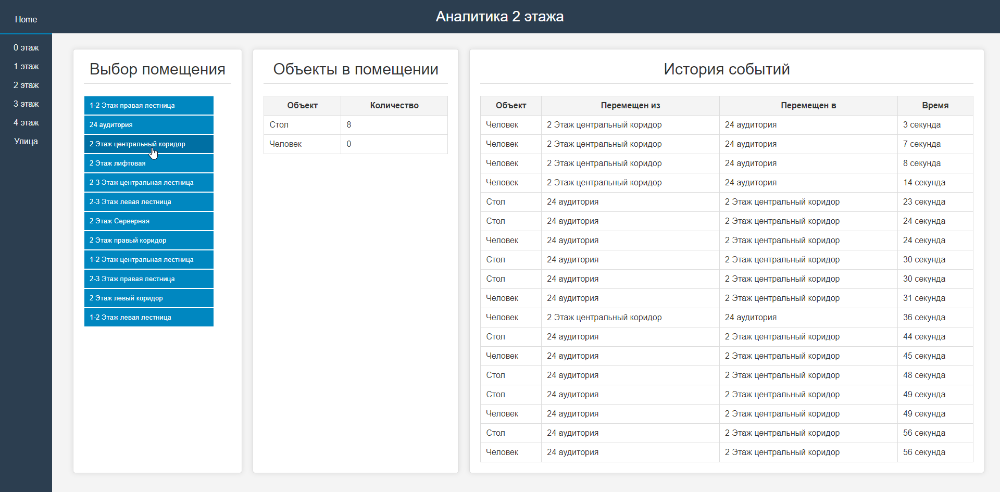 Home
Аналитика 2 этажа
0 этаж
1 этаж
2 этаж
3 этаж
4 этаж
Улица
Выбор помещения
1-2 Этаж правая лестница
24 аудитория
2 Этаж центральный коридор
2 Этаж лифтовая
2-3 Этаж центральная лестница
2-3 Этаж левая лестница
2 Этаж Серверная
2 Этаж правый коридор
1-2 Этаж центральная лестница
2-3 Этаж правая лестница
2 Этаж левый коридор
1-2 Этаж левая лестница
Объекты в помещении
Объект Количество
Стол 8
Человек 0
История событий
Объект Перемещен из Перемещен в Время
Человек 2 Этаж центральный коридор 24 аудитория 3 секунда
Человек 2 Этаж центральный коридор 24 аудитория 7 секунда
Человек 2 Этаж центральный коридор 24 аудитория 8 секунда
Человек 2 Этаж центральный коридор 24 аудитория 14 секунда
Стол 24 аудитория 2 Этаж центральный коридор 23 секунда
Стол 24 аудитория 2 Этаж центральный коридор 24 секунда
Человек 24 аудитория 2 Этаж центральный коридор 24 секунда
Стол 24 аудитория 2 Этаж центральный коридор 30 секунда
Стол 24 аудитория 2 Этаж центральный коридор 30 секунда
Человек 24 аудитория 2 Этаж центральный коридор 31 секунда
Человек 2 Этаж центральный коридор 24 аудитория 36 секунда
Стол 24 аудитория 2 Этаж центральный коридор 44 секунда
Человек 24 аудитория 2 Этаж центральный коридор 45 секунда
Стол 24 аудитория 2 Этаж центральный коридор 48 секунда
Стол 24 аудитория 2 Этаж центральный коридор 49 секунда
Человек 24 аудитория 2 Этаж центральный коридор 49 секунда
Стол 24 аудитория 2 Этаж центральный коридор 56 секунда
Человек 24 аудитория 2 Этаж центральный коридор 56 секунда